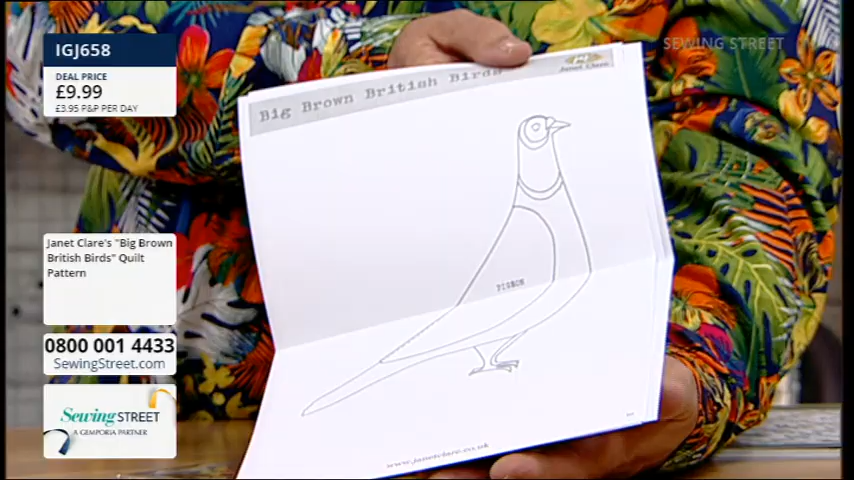 IGJ658
DEAL PRICE
£9.99
£3.95 P&P PER DAY
SEWING STREET
Big Brown British Birds
Janet Clare
PIGEON
www.janetclare.co.uk
Janet Clare's "Big Brown
British Birds" Quilt
Pattern
0800 001 4433
SewingStreet.com
Sewing STREET
A GEMPORIA PARTNER